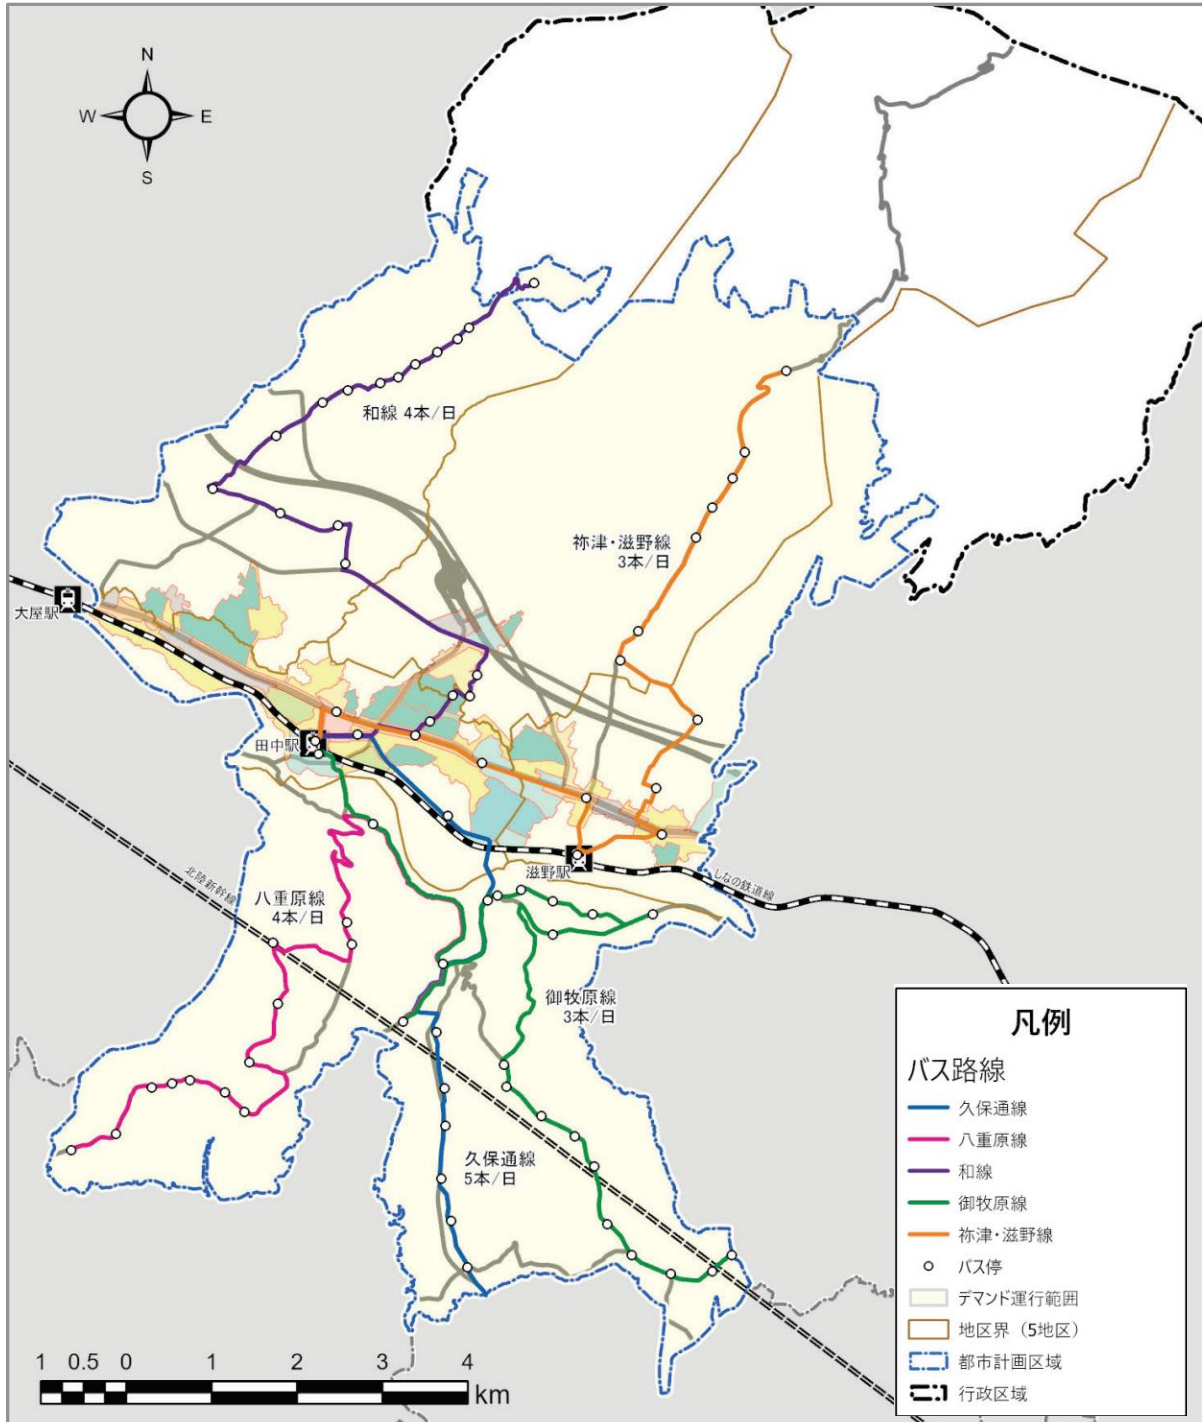 N
W
E
S
和線 4本/日
祢津・滋野線
3本/日
大屋駅
田中駅
滋野駅
しなの鉄道線
北陸新幹線
八重原線
4本/日
御牧原線
3本/日
久保通線
5本/日
凡例
バス路線
久保通線
八重原線
和線
御牧原線
祢津・滋野線
バス停
デマンド運行範囲
地区界（5地区）
都市計画区域
行政区域
1 0.5 0 1 2 3 4
km